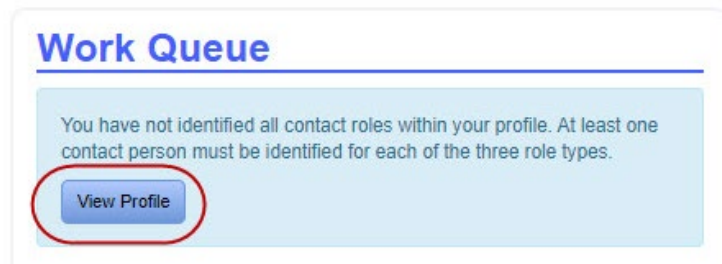 Work Queue
You have not identified all contact roles within your profile. At least one
contact person must be identified for each of the three role types.
View Profile